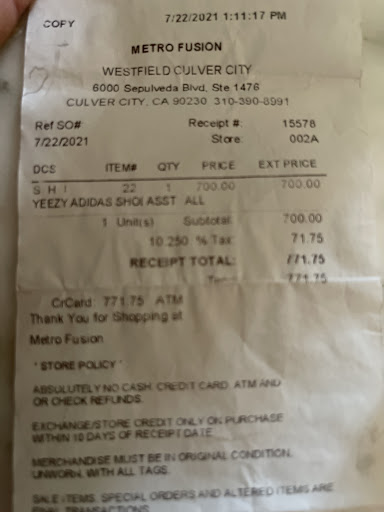 COPY
7/22/2021 1:11:17 PM
METRO FUSION
WESTFIELD CULVER CITY
6000 Sepulveda Blvd, Ste 1476
CULVER CITY, CA 90230 310-390-8991
Ref SO# Receipt #: 15578
7/22/2021 Store: 002A
DCS ITEM# QTY PRICE EXT PRICE
S H I 22 1 700.00 700.00
YEEZY ADIDAS SHOI ASST ALL
1 Unit(s) Subtotal: 700.00
10.250 % Tax: 71.75
RECEIPT TOTAL: 771.75
771.75
CrCard: 771.75 ATM
Thank You for Shopping at
Metro Fusion
* STORE POLICY *
ABSULUTELY NO CASH, CREDIT CARD, ATM AND
OR CHECK REFUNDS.
EXCHANGE/STORE CREDIT ONLY ON PURCHASE
WITHIN 10 DAYS OF RECEIPT DATE
MERCHANDISE MUST BE IN ORIGINAL CONDITION,
UNWORN, WITH ALL TAGS.
SALE ITEMS, SPECIAL ORDERS AND ALTERED ITEMS ARE
FINAL TRANSACTIONS